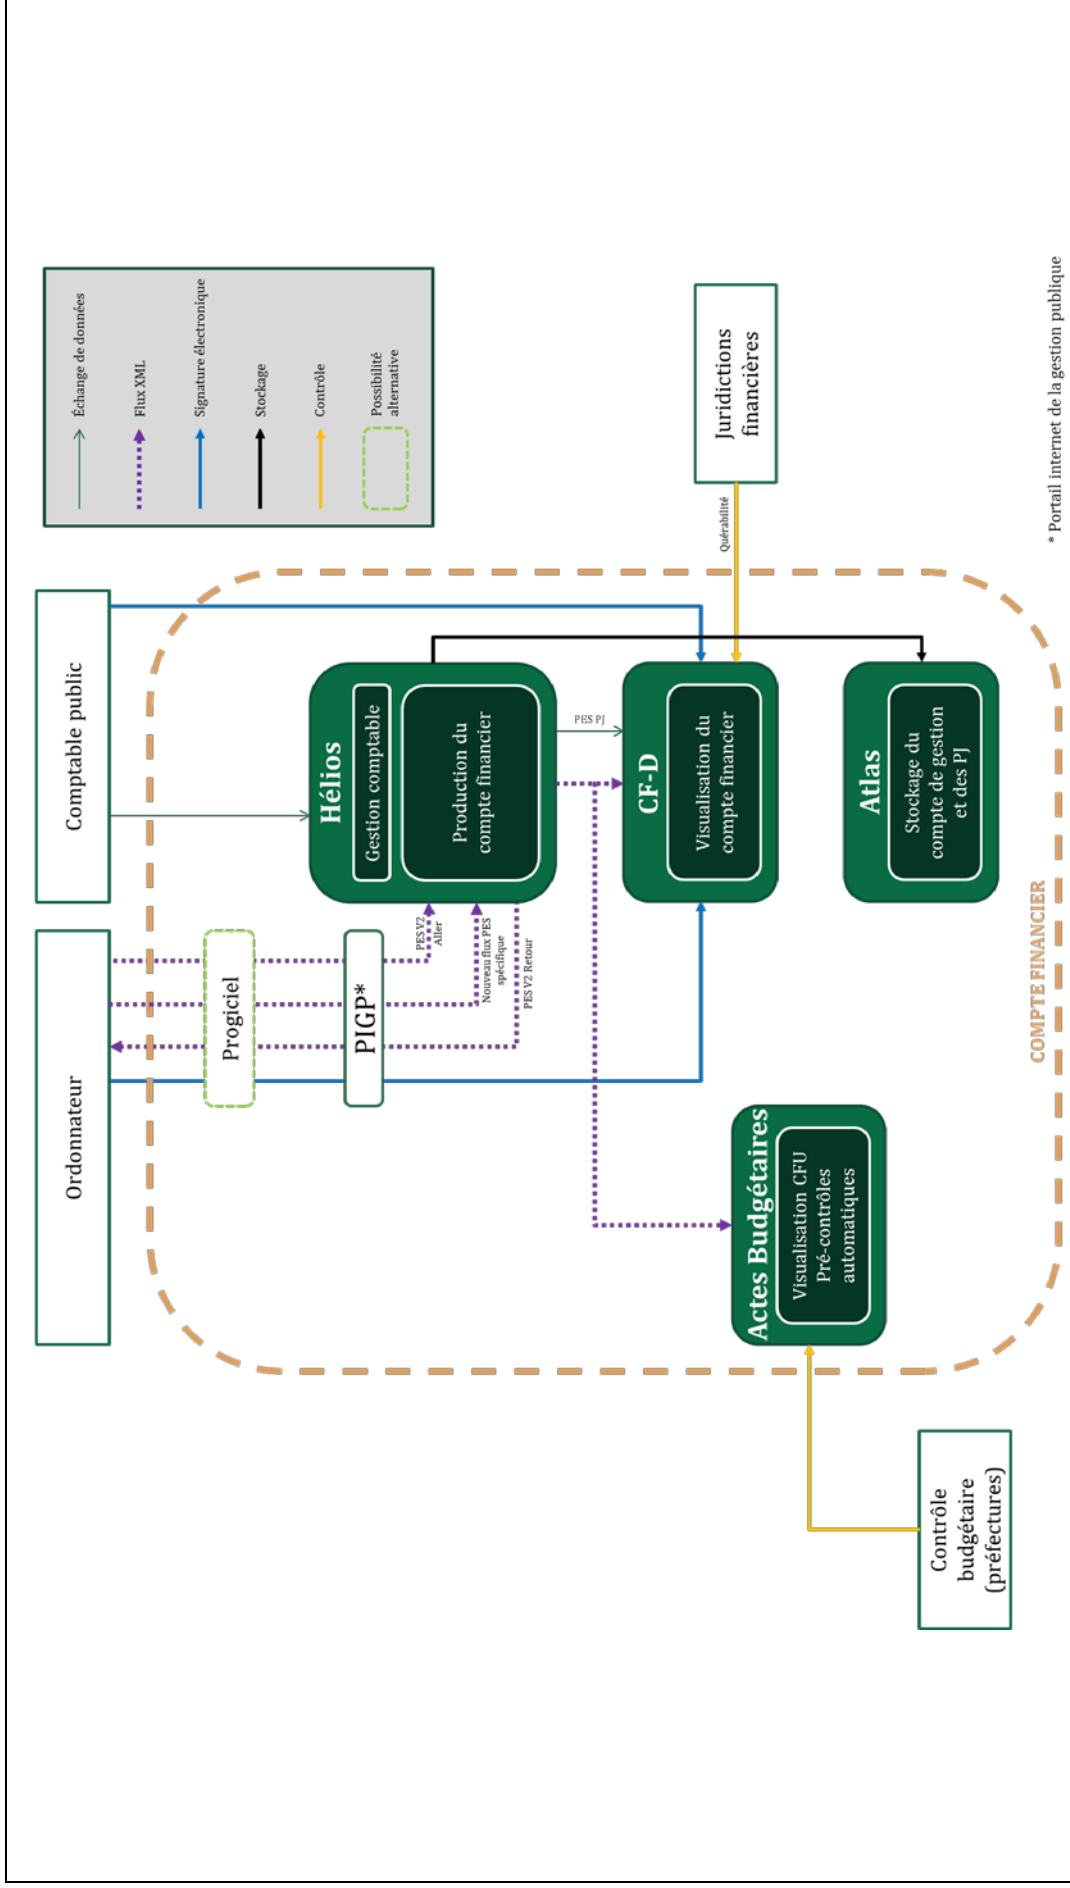 Ordonnateur
Comptable public
Échange de données
Flux XML
Signature électronique
Stockage
Contrôle
Possibilité
alternative
Progiciel
PIGP*
PES V2
Aller
Nouveau flux PES
spécifique
PES V2 Retour
Hélios
Gestion comptable
Production du
compte financier
PES PJ
Quérabilité
Juridictions
financières
CF-D
Visualisation du
compte financier
Actes Budgétaires
Visualisation CFU
Pré-contrôles
automatiques
Atlas
Stockage du
compte de gestion
et des PJ
Contrôle
budgétaire
(préfectures)
COMPTE FINANCIER
* Portail internet de la gestion publique